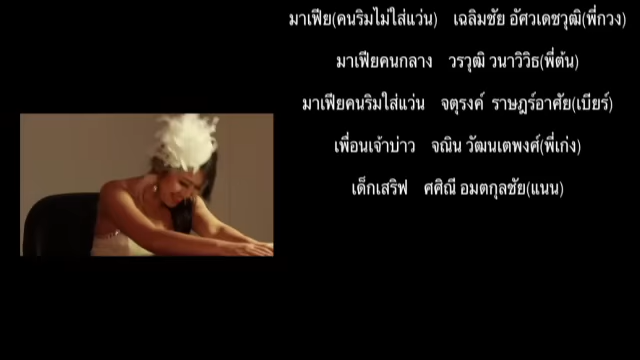 มาเฟีย(คนริมไม่ใส่แว่น) เฉลิมชัย อัศวเดชวุฒิ(พี่กวง)
มาเฟียคนกลาง วรวุฒิ วนาวิวิธ(พี่ต้น)
มาเฟียคนริมใส่แว่น จตุรงค์ ราษฎร์อาศัย(เบียร์)
เพื่อนเจ้าบ่าว จณิน วัฒนเตพงศ์(พี่เก่ง)
เด็กเสริฟ ศศิณี อมตกุลชัย(แนน)